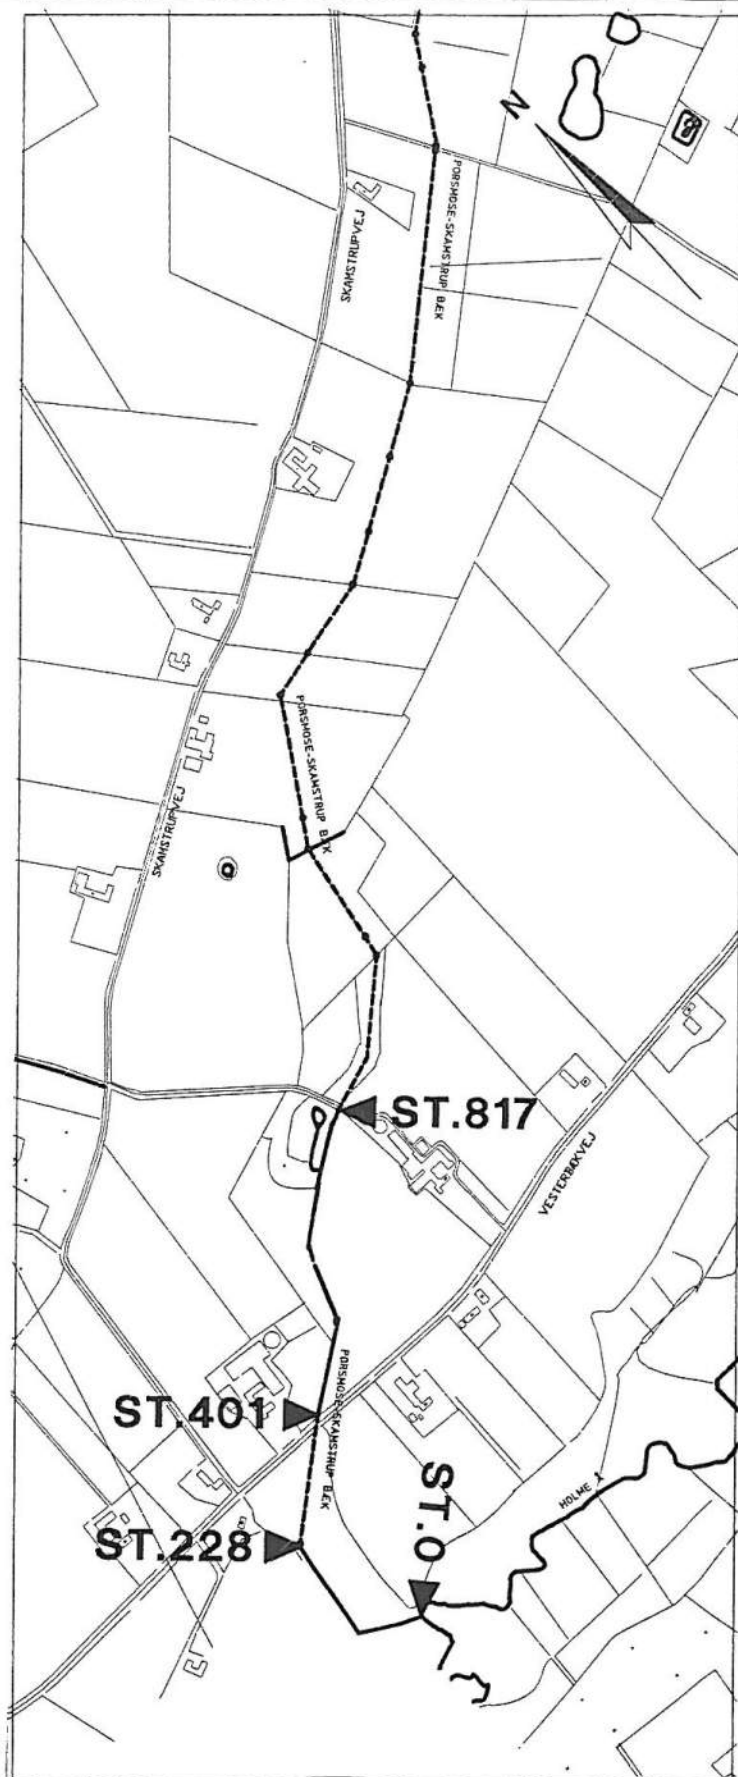 N
PORSMOSE-SKAMSTRUP BÆK
SKAMSTRUPVEJ
PORSMOSE-SKAMSTRUP BÆK
SKAMSTRUPVEJ
ST.817
VESTERBÆKVEJ
PORSMOSE-SKAMSTRUP BÆK
ST.401
ST.0
HOLME Å
ST.228